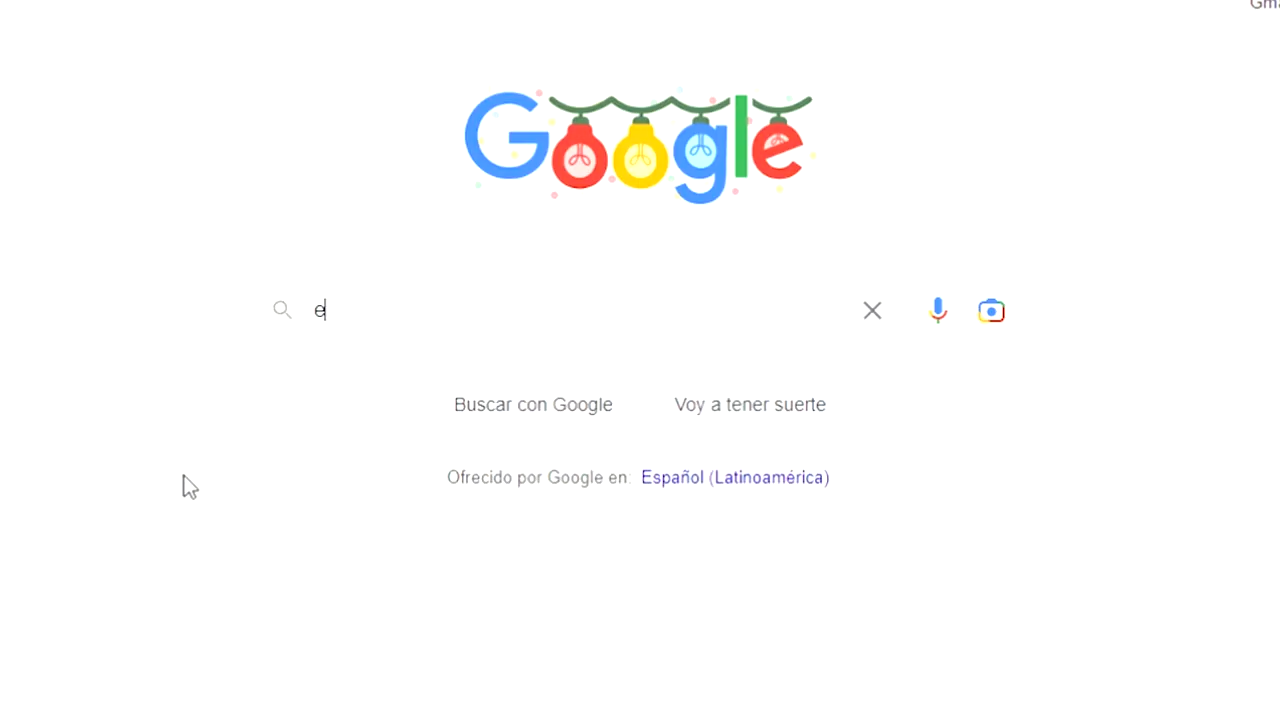 Google
e
Buscar con Google
Voy a tener suerte
Ofrecido por Google en: Español (Latinoamérica)